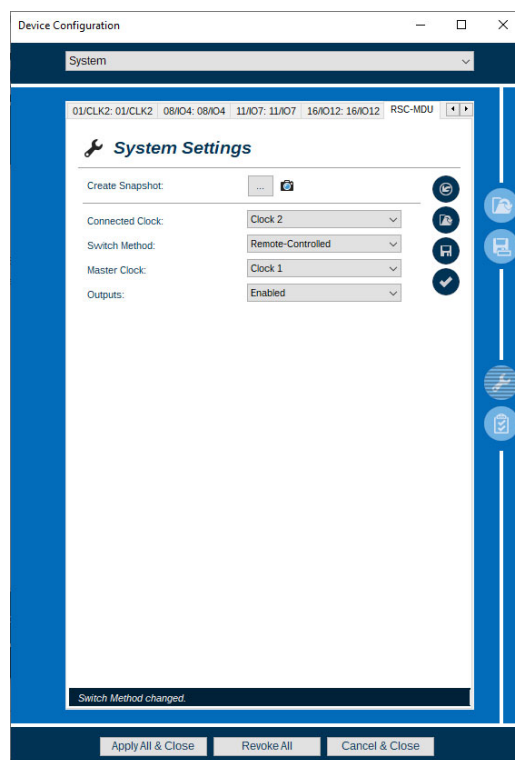 Device Configuration
System
01/CLK2: 01/CLK2 08/IO4: 08/IO4 11/IO7: 11/IO7 16/IO12: 16/IO12 RSC-MDU
System Settings
Create Snapshot: ...
Connected Clock: Clock 2
Switch Method: Remote-Controlled
Master Clock: Clock 1
Outputs: Enabled
Switch Method changed.
Apply All & Close Revoke All Cancel & Close